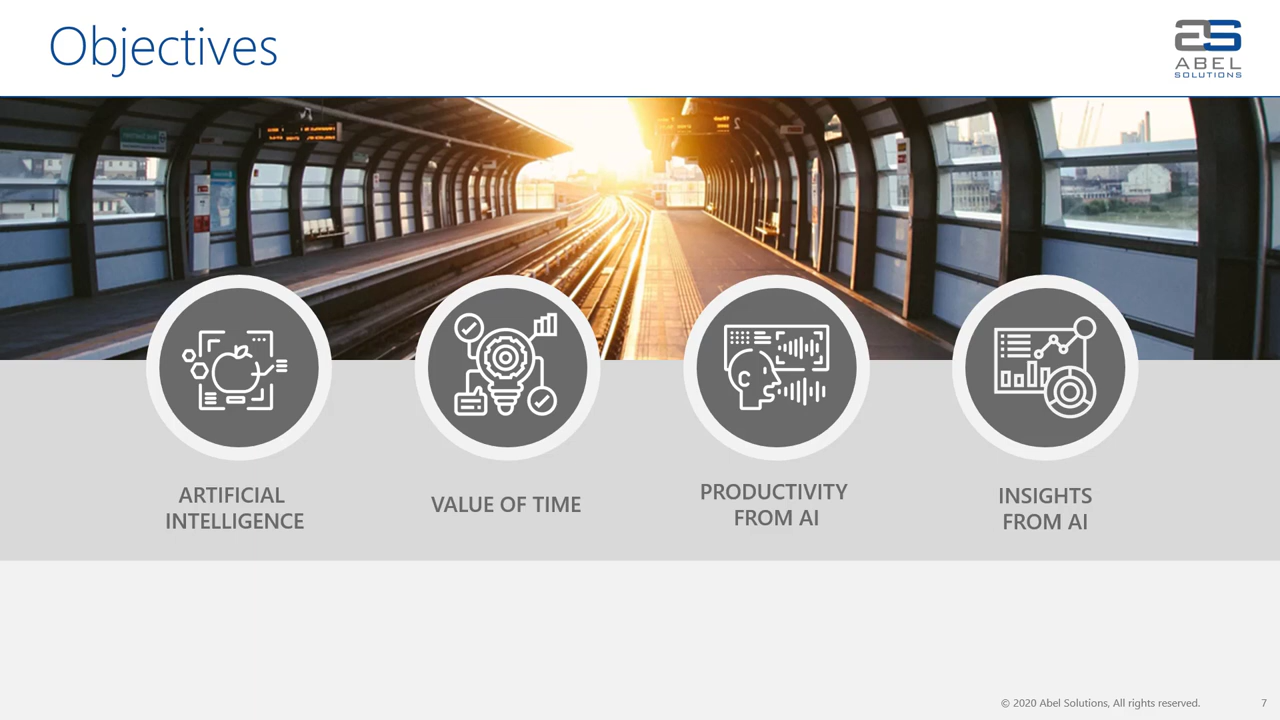 Objectives
ABEL
SOLUTIONS
ARTIFICIAL
INTELLIGENCE
VALUE OF TIME
PRODUCTIVITY
FROM AI
INSIGHTS
FROM AI
© 2020 Abel Solutions, All rights reserved.
7